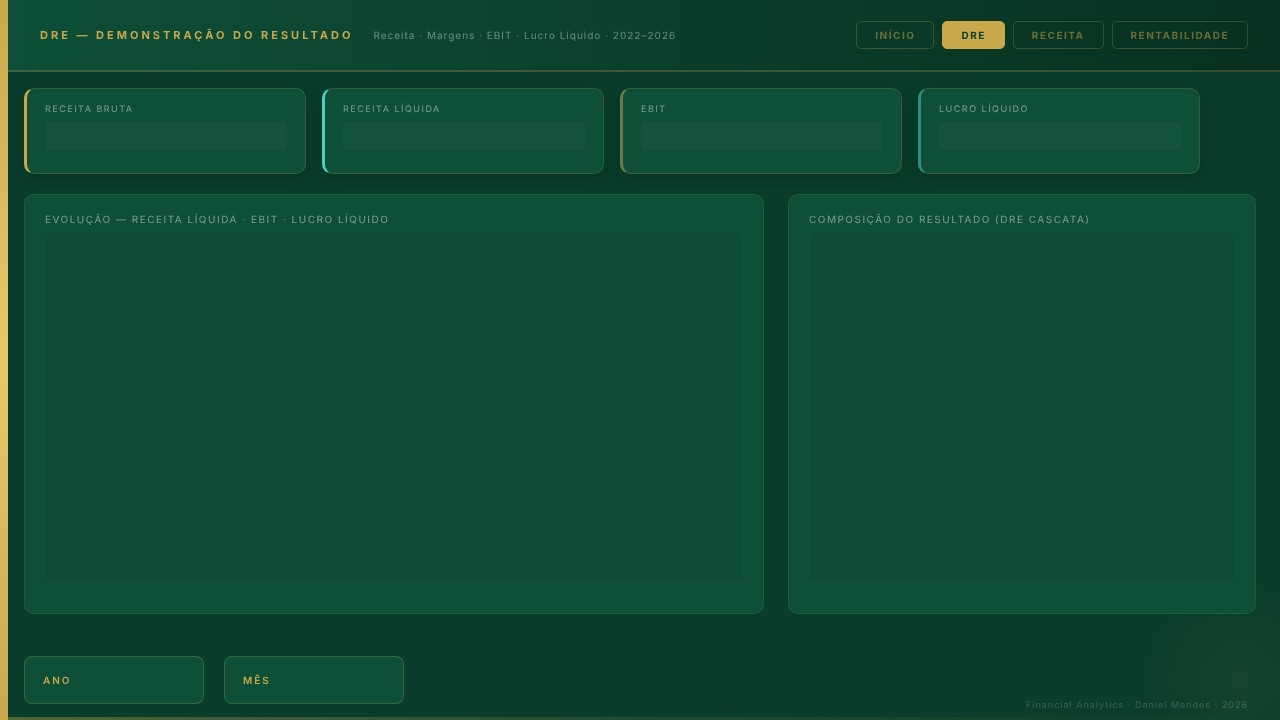 DRE — DEMONSTRAÇÃO DO RESULTADO
Receita · Margens · EBIT · Lucro Líquido · 2022–2026
INÍCIO
DRE
RECEITA
RENTABILIDADE
RECEITA BRUTA
RECEITA LÍQUIDA
EBIT
LUCRO LÍQUIDO
EVOLUÇÃO — RECEITA LÍQUIDA · EBIT · LUCRO LÍQUIDO
COMPOSIÇÃO DO RESULTADO (DRE CASCATA)
ANO
MÊS
Financial Analytics · Daniel Mendes · 2026